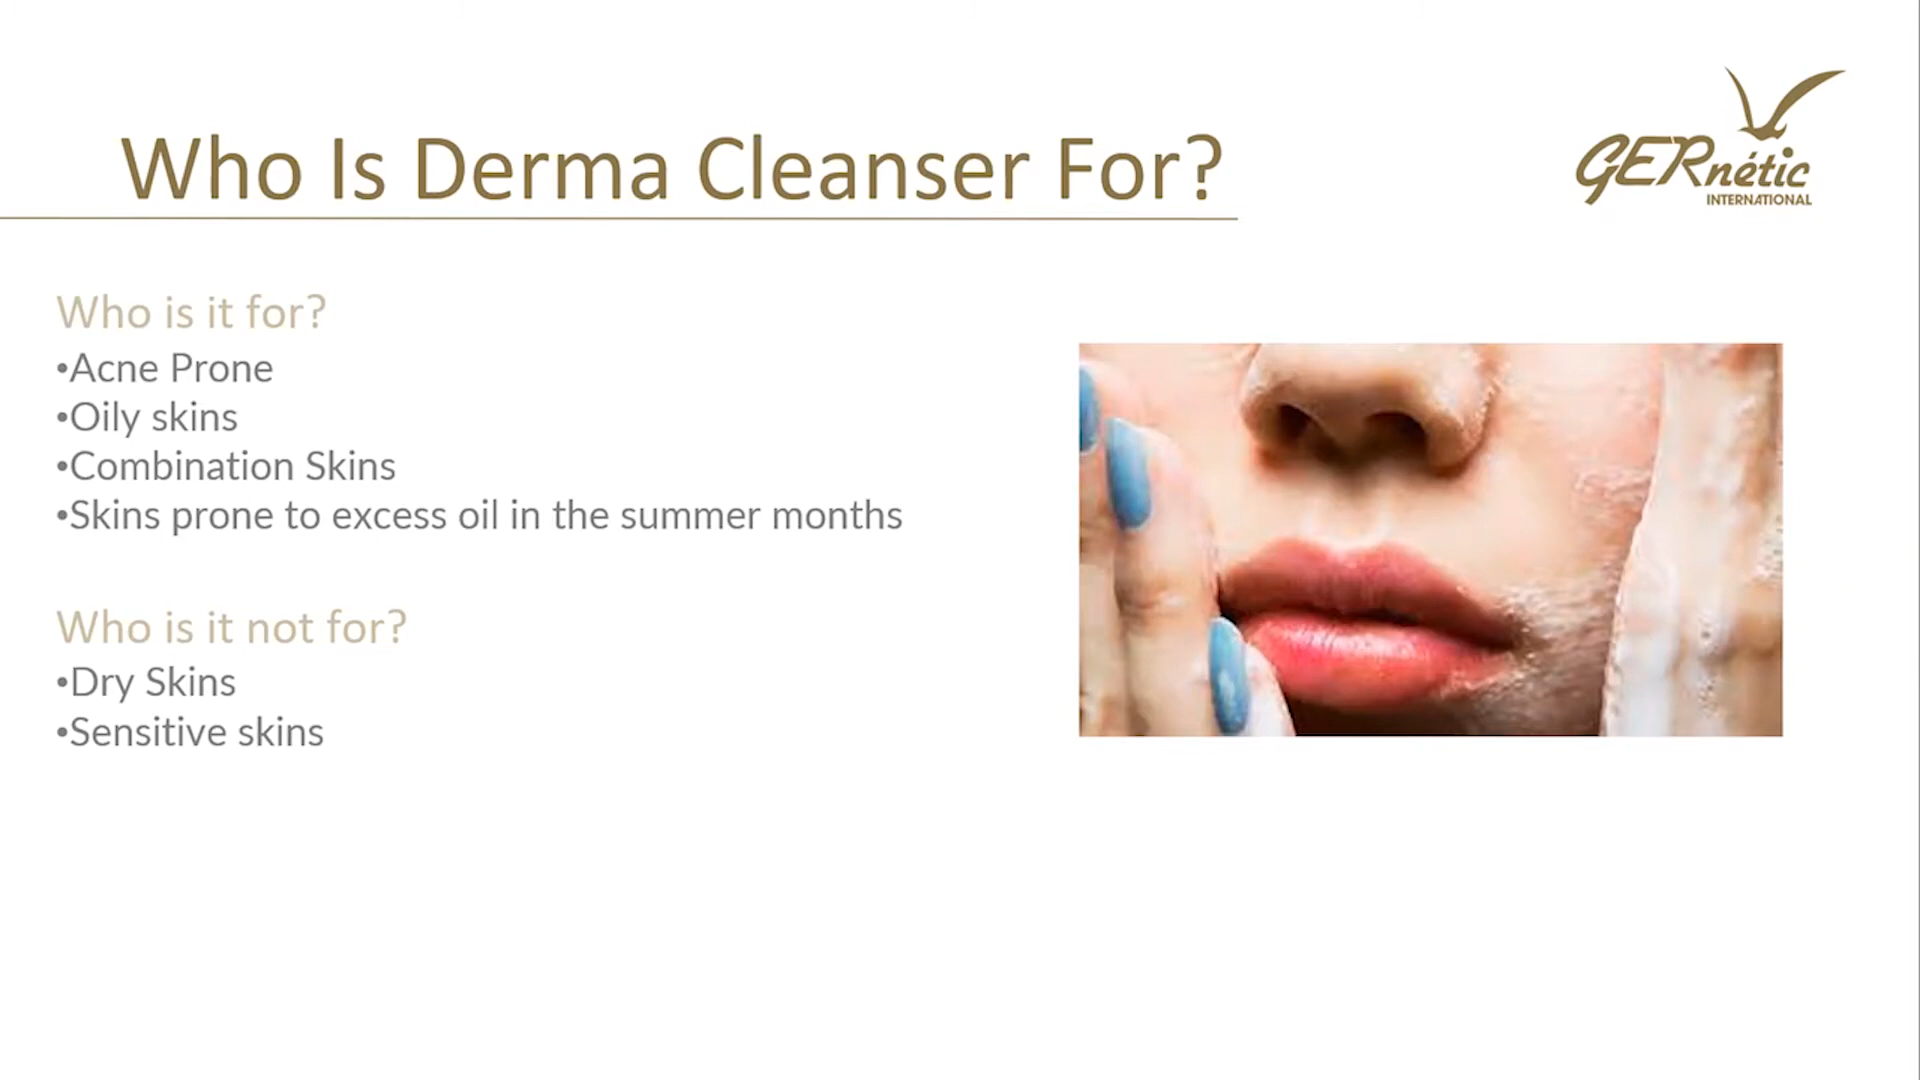 Who Is Derma Cleanser For?
GERnétic
INTERNATIONAL
Who is it for?
•Acne Prone
•Oily skins
•Combination Skins
•Skins prone to excess oil in the summer months
Who is it not for?
•Dry Skins
•Sensitive skins